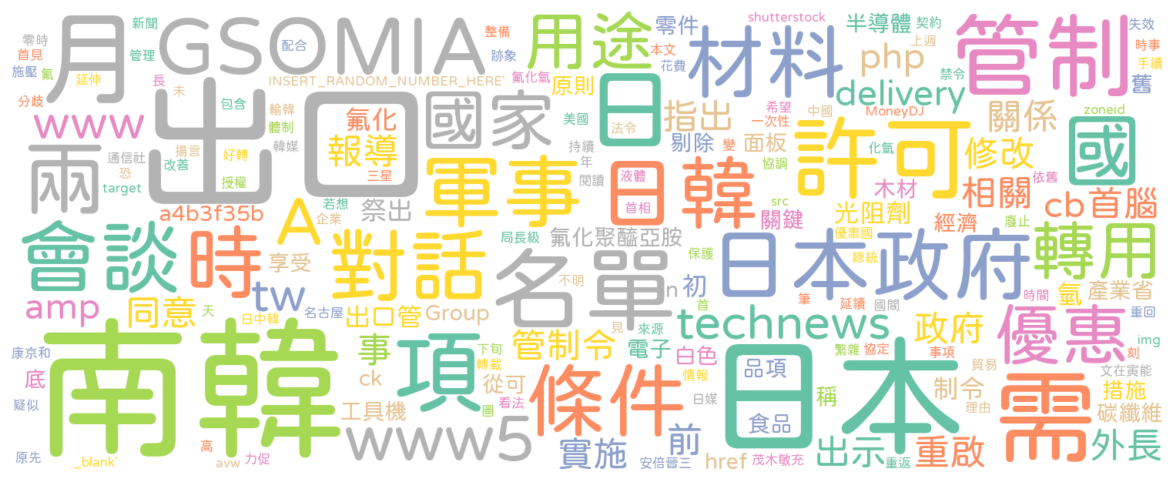 零時
新聞
首見
管理
施壓
氟
延伸
月
GSOMIA
配合
整備
跡象
INSERT_RANDOM_NUMBER_HERE`
氟化氫
用途
零件
本文
花費
原則
shutterstock
材料
半導體
契約
上週
php
delivery
管制
失效
時事
手續
禁令
舊
分歧
長
未
www
包含
出
口
輸韓
體制
韓媒
氟化
報導
三星
國家
美國
持續
年
閱讀
日
法令
指出
剔除
變
希望
一次性
面板
協調
中國
MoneyDJ
化氫
關係
zoneid
國
兩
通信社
恐
target
揚言
改善
好轉
授權
a4b3f35b
若想
企業
祭出
A
軍事
日
液體
首相
韓
src
關鍵
許可
木材
修改
依舊
相關
cb
首腦
光阻劑
優惠國
經濟
廢止
會談
時
享受
對話
局長級
氟化聚醯亞胺
不明
名單
保護
初
日本政府
總統
轉用
amp
同意
天
tw
名古屋
日中韓
出口管
Group
n
首
見
來源
technews
筆
延續
國間
氫
時間
產業省
重回
政府
優惠
img
刻
康京和
底
疑似
原先
南韓
事
ck
工具機
項
下旬
轉載
從可
圖
看法
管制令
電子
白色
情報
日媒
條件
品項
食品
日本
繁雜
協定
事項
稱
制令
貿易
理由
需
文在寅
能
措施
碳纖維
_blank`
高
avw
力促
www5
實施
前
安倍晉三
href
茂木敏充
出示
重返
重啟
外長